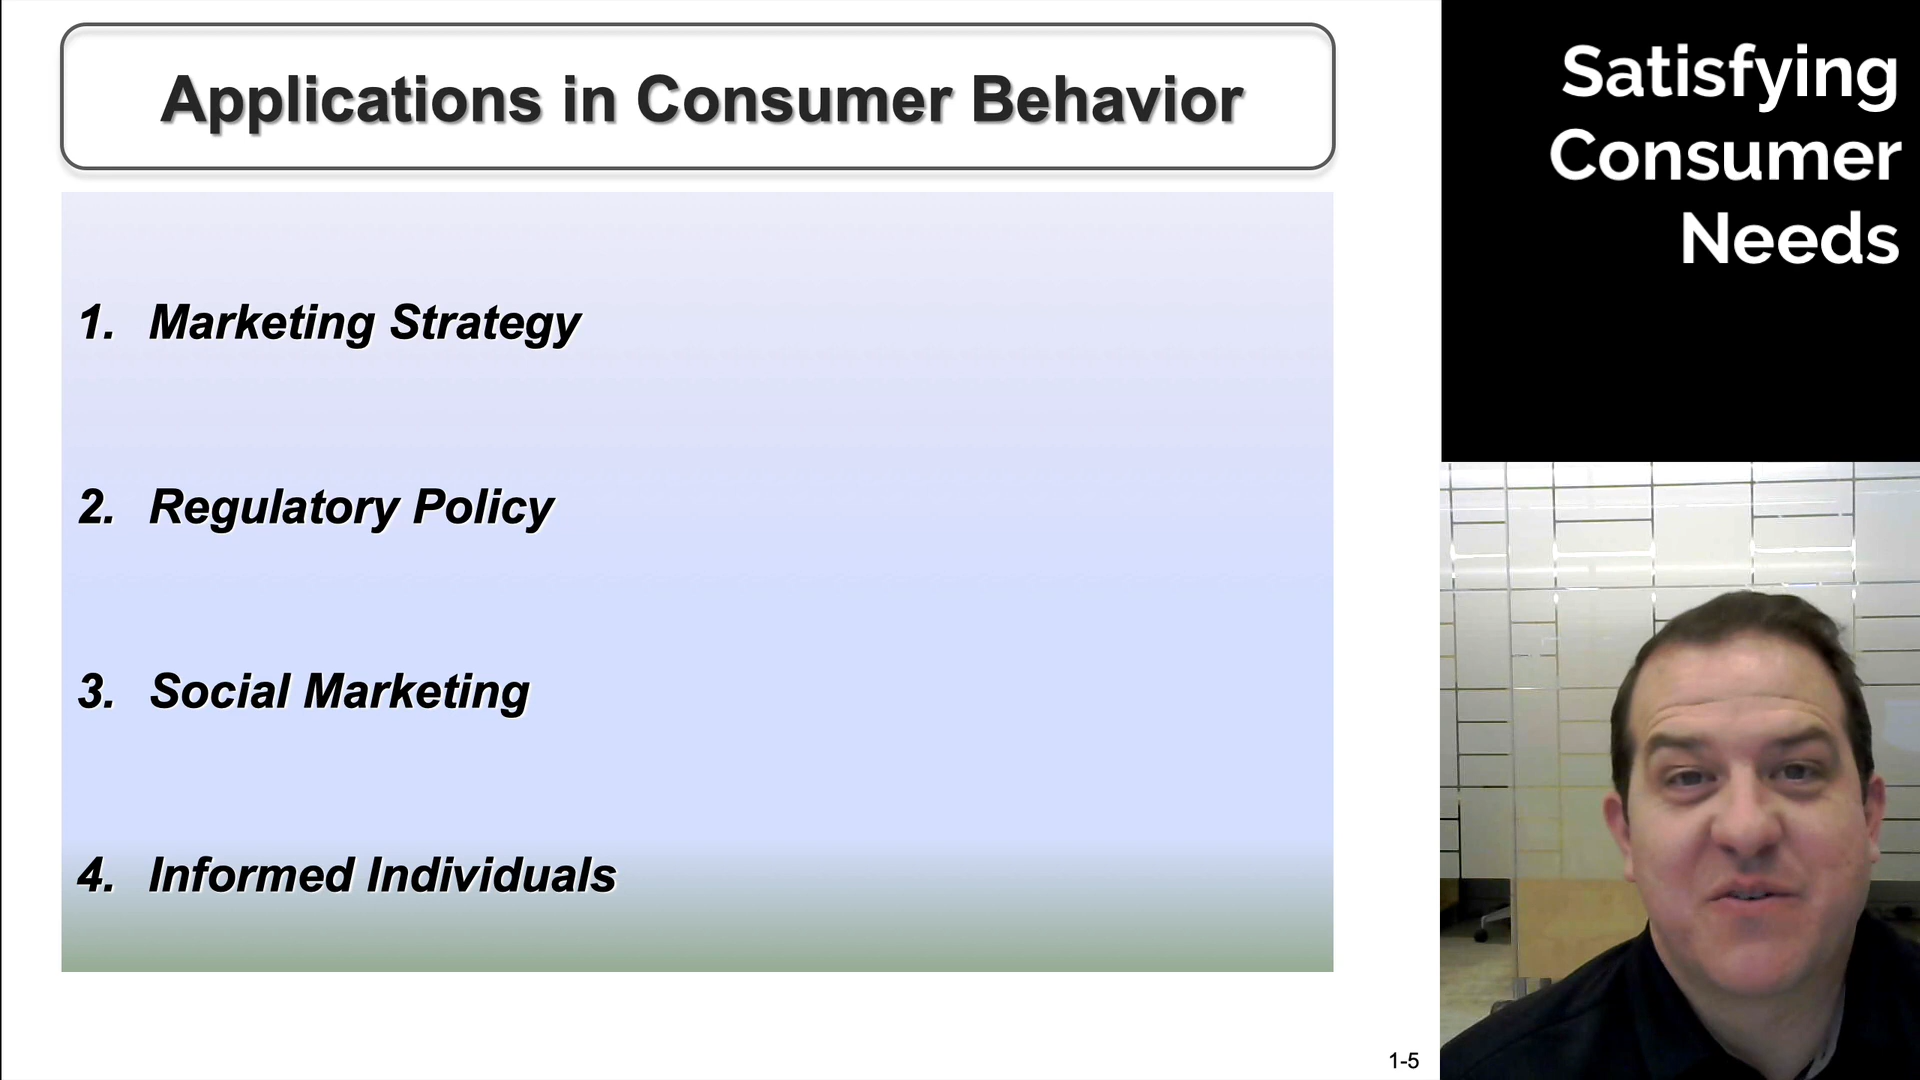 Applications in Consumer Behavior
1. Marketing Strategy
2. Regulatory Policy
3. Social Marketing
4. Informed Individuals
1-5
Satisfying
Consumer
Needs